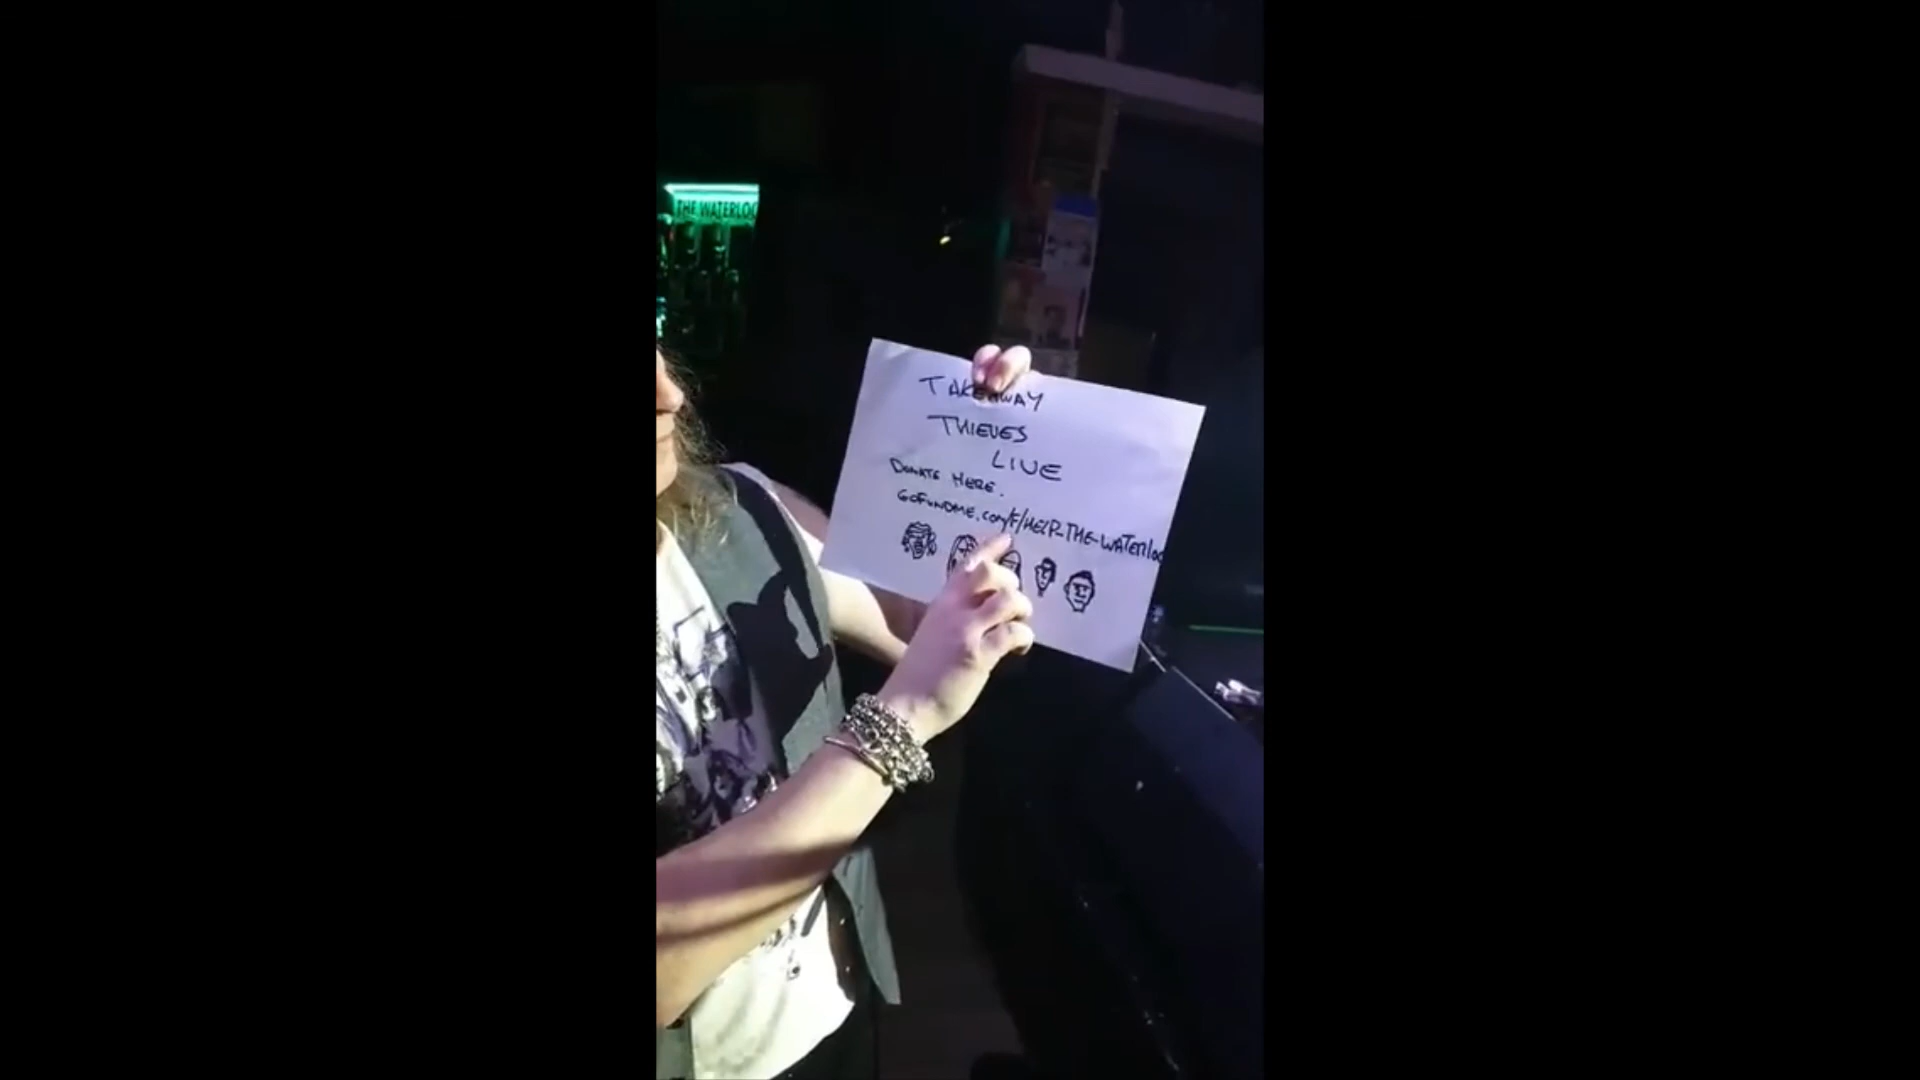 THE WATERLOO
TAKEAWAY
THIEVES
LIVE
DONATE HERE.
GOFUNDME.COM/F/HELP-THE-WATERLOO